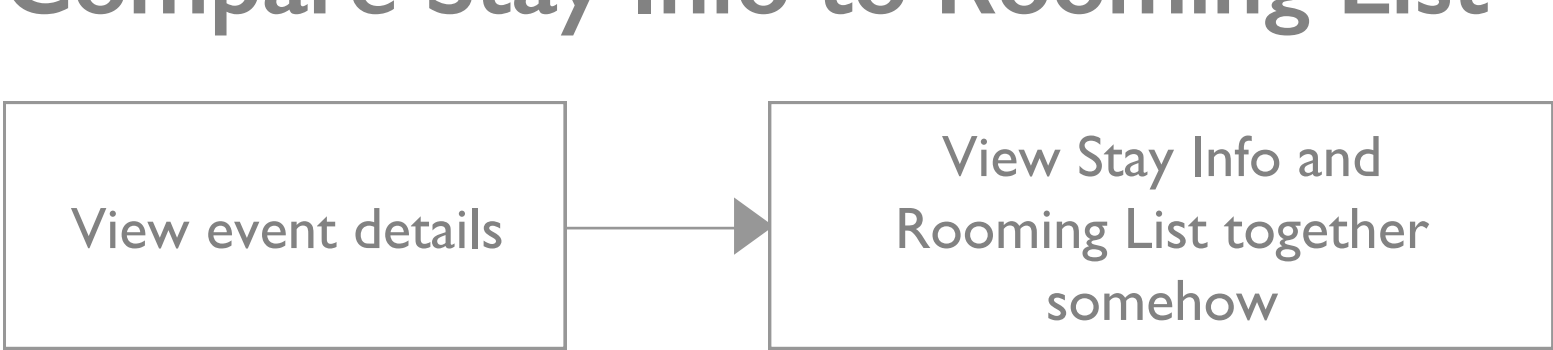 Compare Stay Info to Rooming List
View event details
View Stay Info and
Rooming List together
somehow